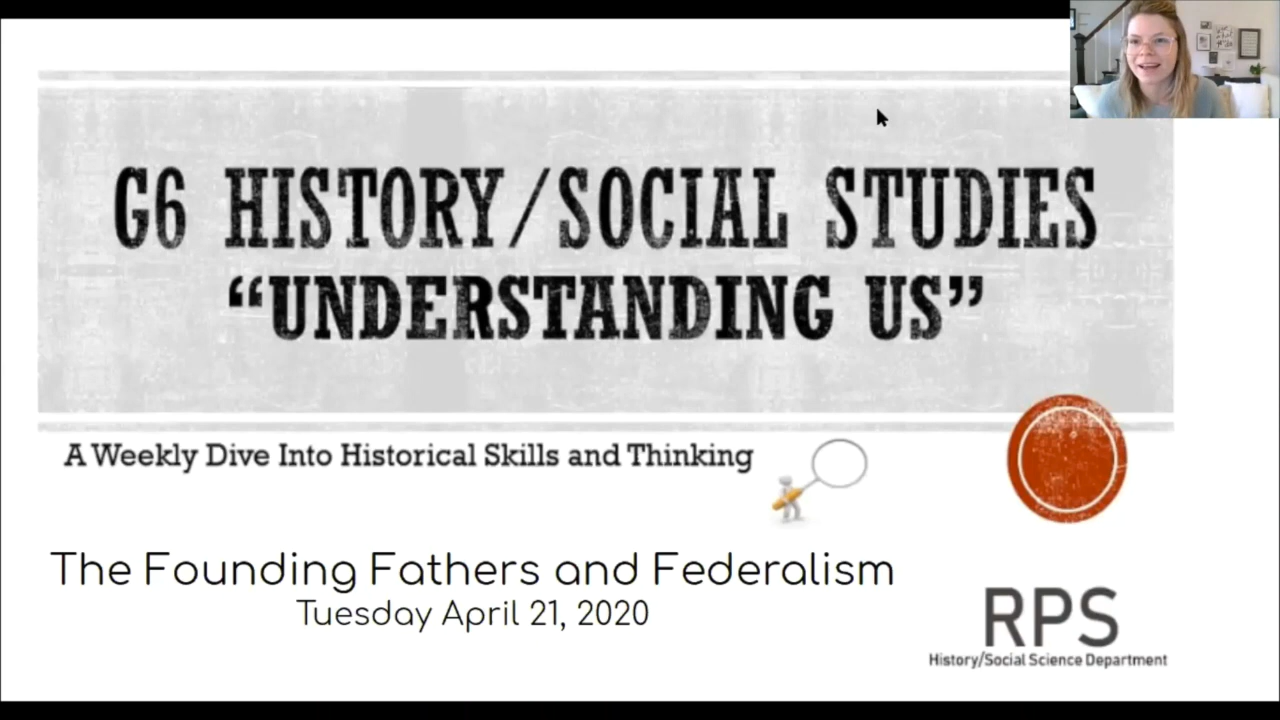 G6 HISTORY/SOCIAL STUDIES
“UNDERSTANDING US”
A Weekly Dive Into Historical Skills and Thinking
The Founding Fathers and Federalism
Tuesday April 21, 2020
RPS
History/Social Science Department